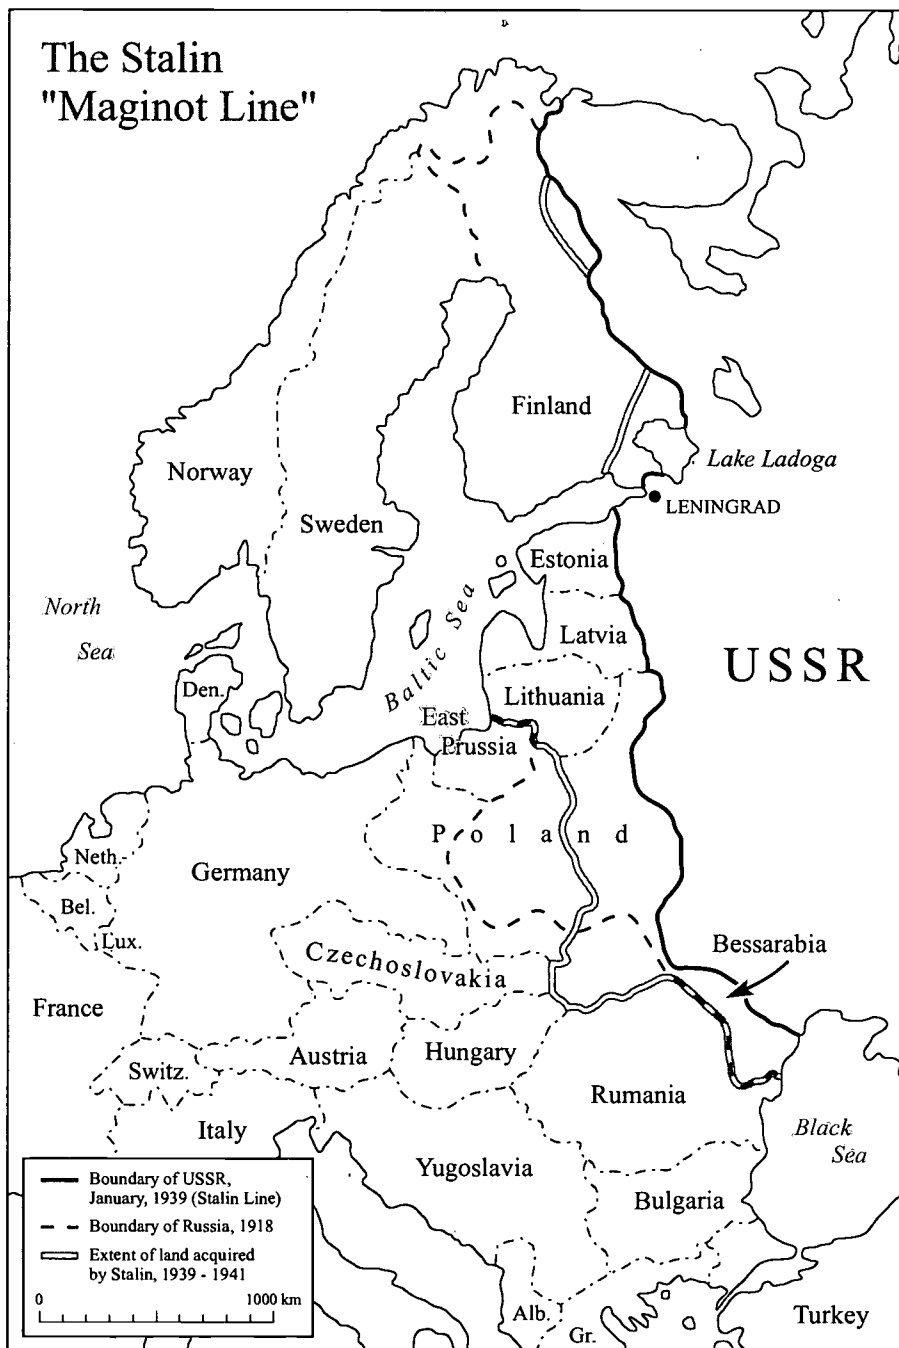 The Stalin
"Maginot Line"
Finland
Norway
Lake Ladoga
LENINGRAD
Sweden
Estonia
North
Sea
Baltic Sea
Latvia
USSR
Den.
Lithuania
East
Prussia
Poland
Neth.
Germany
Bel.
Lux.
Bessarabia
Czechoslovakia
France
Austria
Hungary
Switz.
Rumania
Italy
Black
Sea
Yugoslavia
Bulgaria
Boundary of USSR,
January, 1939 (Stalin Line)
Boundary of Russia, 1918
Extent of land acquired
by Stalin, 1939 - 1941
0 1000 km
Alb.
Gr.
Turkey